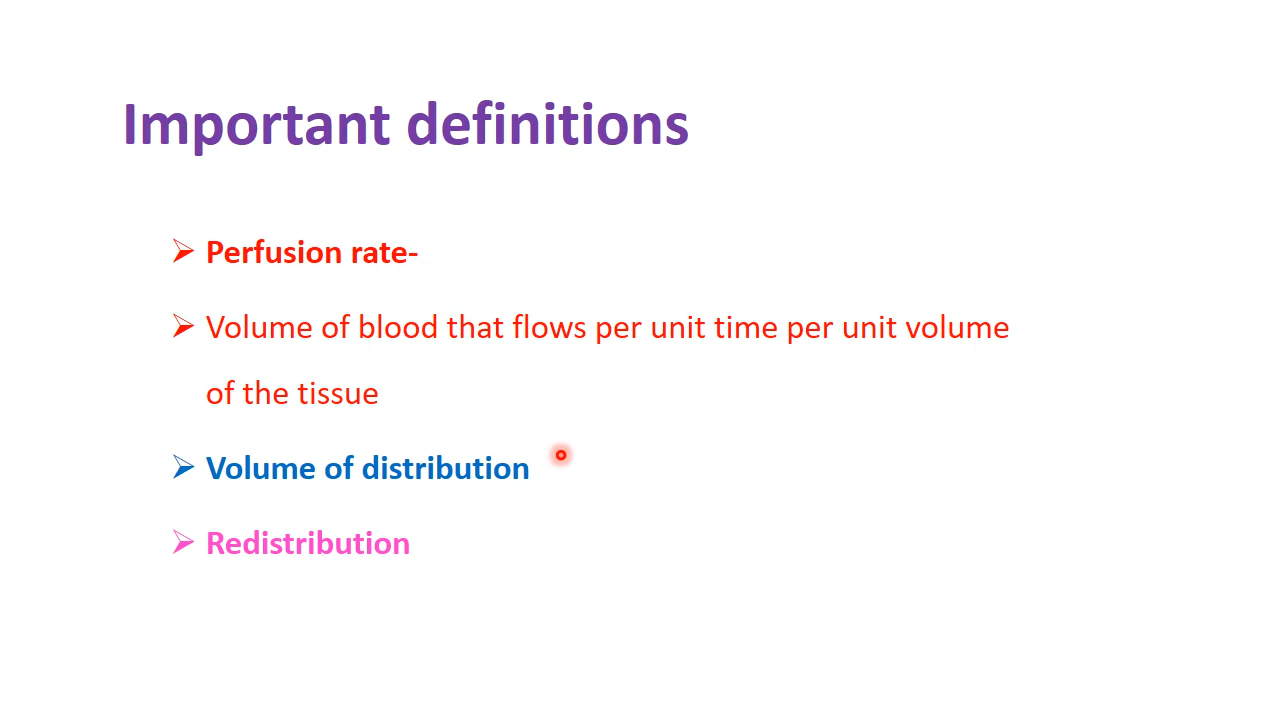 Important definitions
Perfusion rate-
Volume of blood that flows per unit time per unit volume
of the tissue
Volume of distribution
Redistribution